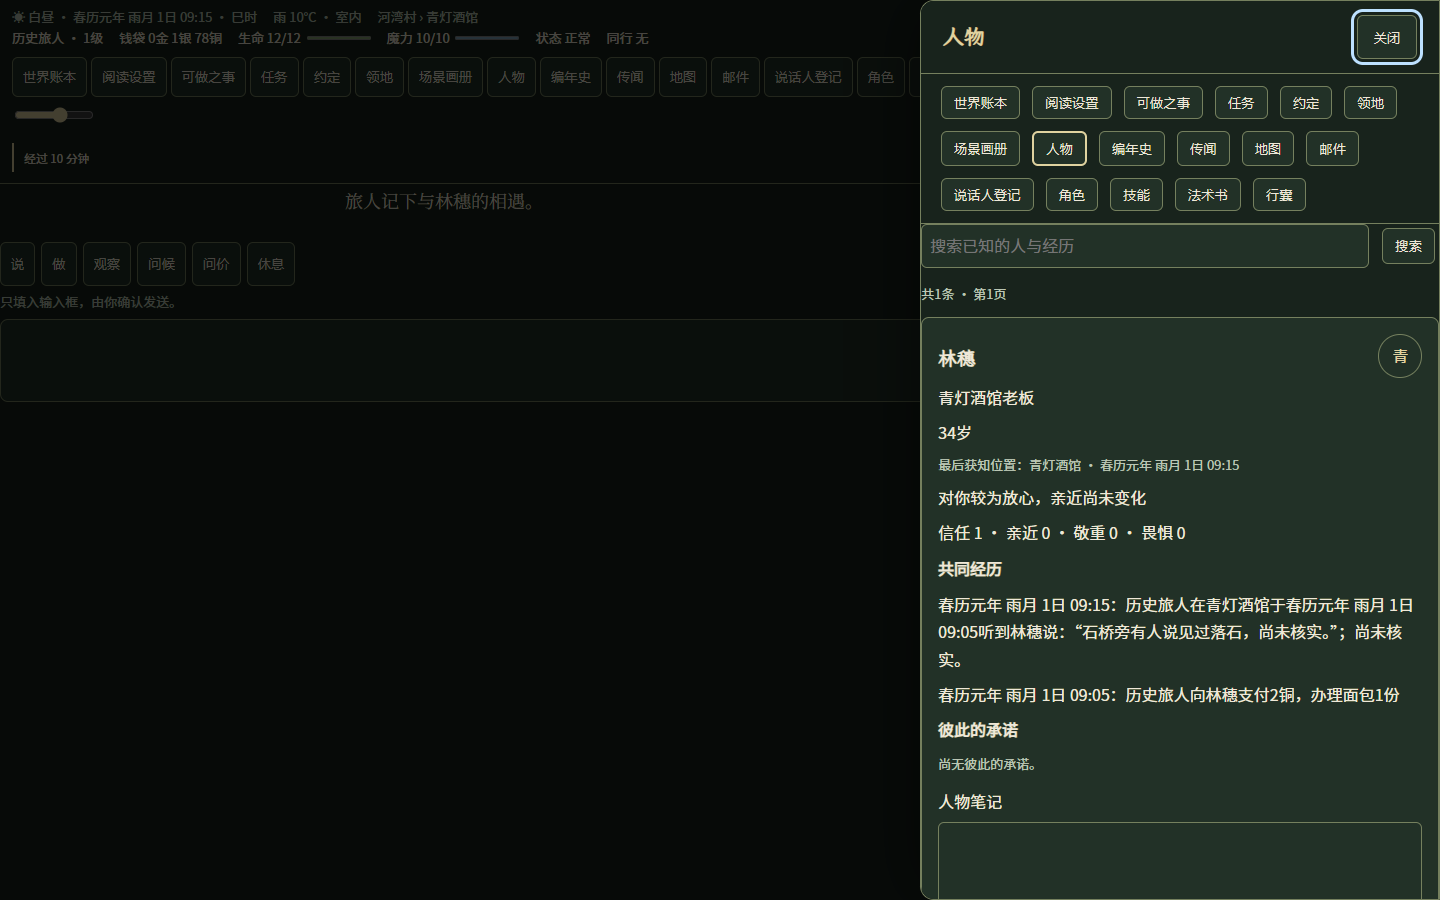 ☀ 白昼 · 春历元年 雨月 1日 09:15 · 巳时 雨 10°C · 室内 河湾村 › 青灯酒馆
历史旅人 · 1级 钱袋 0金 1银 78铜 生命 12/12 魔力 10/10 状态 正常 同行 无
世界账本 阅读设置 可做之事 任务 约定 领地 场景画册 人物 编年史 传闻 地图 邮件 说话人登记 角色
经过 10 分钟
旅人记下与林穗的相遇。
说 做 观察 问候 问价 休息
只填入输入框，由你确认发送。
人物 关闭
世界账本 阅读设置 可做之事 任务 约定 领地
场景画册 人物 编年史 传闻 地图 邮件
说话人登记 角色 技能 法术书 行囊
搜索已知的人与经历 搜索
共1条 · 第1页
林穗 青
青灯酒馆老板
34岁
最后获知位置：青灯酒馆 · 春历元年 雨月 1日 09:15
对你较为放心，亲近尚未变化
信任 1 · 亲近 0 · 敬重 0 · 畏惧 0
共同经历
春历元年 雨月 1日 09:15：历史旅人在青灯酒馆于春历元年 雨月 1日
09:05听到林穗说：“石桥旁有人说见过落石，尚未核实。”；尚未核
实。
春历元年 雨月 1日 09:05：历史旅人向林穗支付2铜，办理面包1份
彼此的承诺
尚无彼此的承诺。
人物笔记